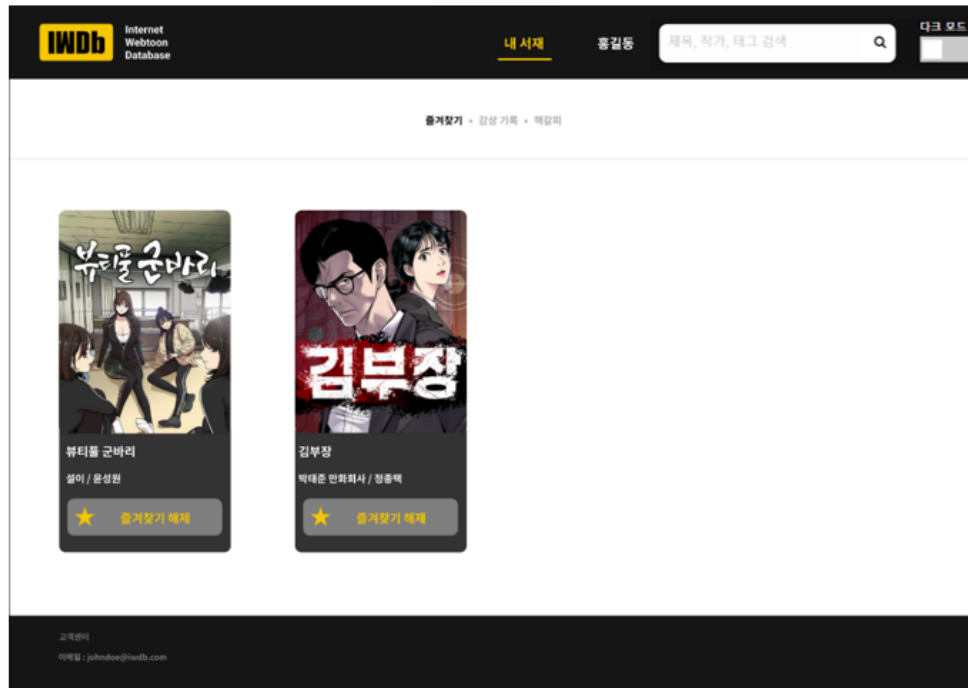 IWDb
Internet
Webtoon
Database
내 서재
홍길동
제목, 작가, 태그 검색
다크 모드
즐겨찾기 • 감상 기록 • 책갈피
뷰티풀 군바리
김부장
뷰티풀 군바리
설이 / 윤성원
★ 즐겨찾기 해제
김부장
박태준 만화회사 / 정종택
★ 즐겨찾기 해제
고객센터
이메일 : johndoe@iwdb.com